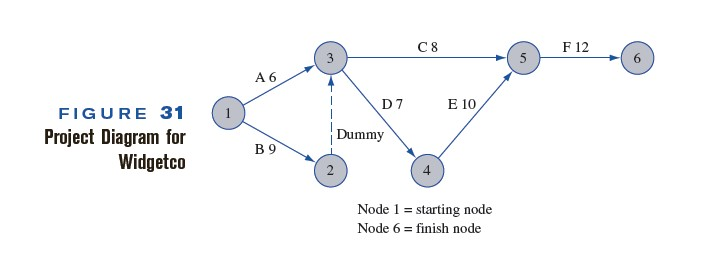 C 8
F 12
3
5
6
A 6
FIGURE 31
Project Diagram for
Widgetco
1
D 7
E 10
Dummy
B 9
2
4
Node 1 = starting node
Node 6 = finish node